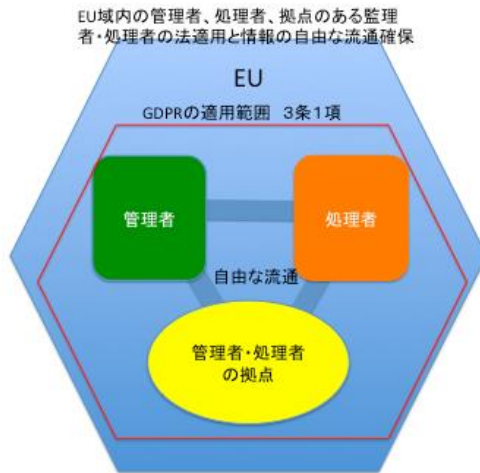 EU域内の管理者、処理者、拠点のある監理
者・処理者の法適用と情報の自由な流通確保
EU
GDPRの適用範囲 3条1項
管理者
処理者
自由な流通
管理者・処理者
の拠点